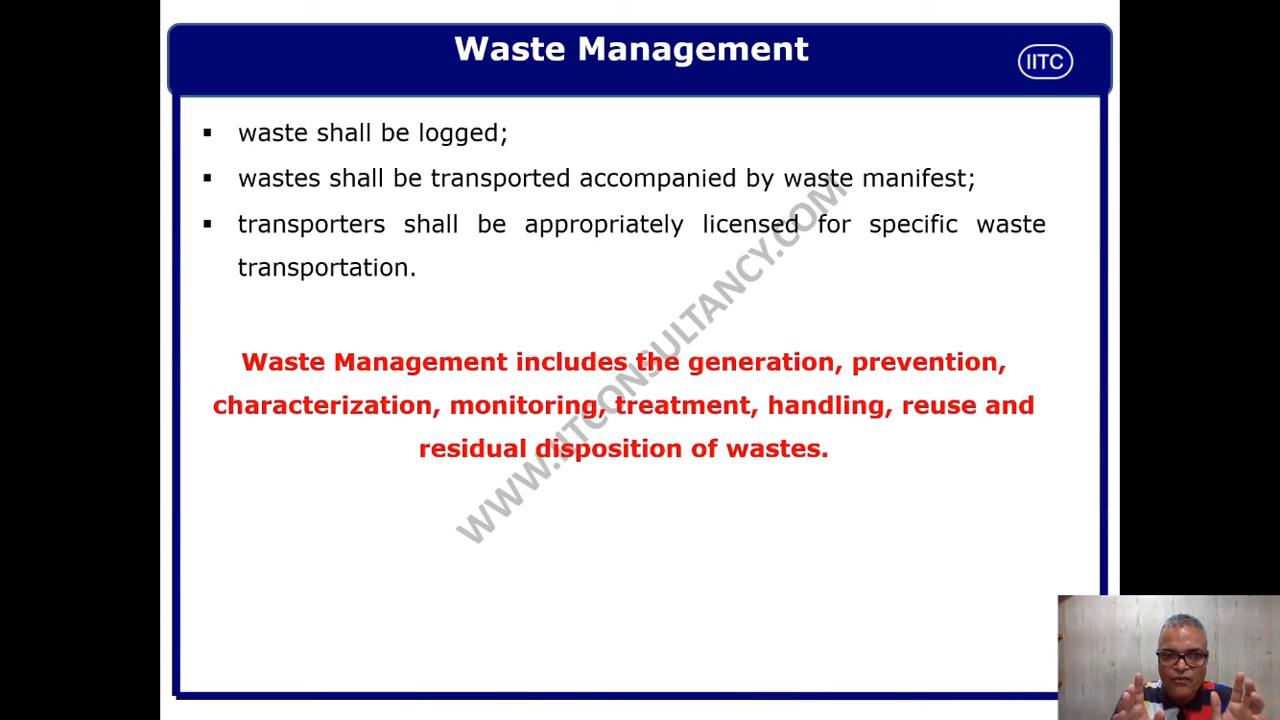 Waste Management
IITC
▪ waste shall be logged;
▪ wastes shall be transported accompanied by waste manifest;
▪ transporters shall be appropriately licensed for specific waste
transportation.
Waste Management includes the generation, prevention,
characterization, monitoring, treatment, handling, reuse and
residual disposition of wastes.
WWW.IITCONSULTANCY.COM